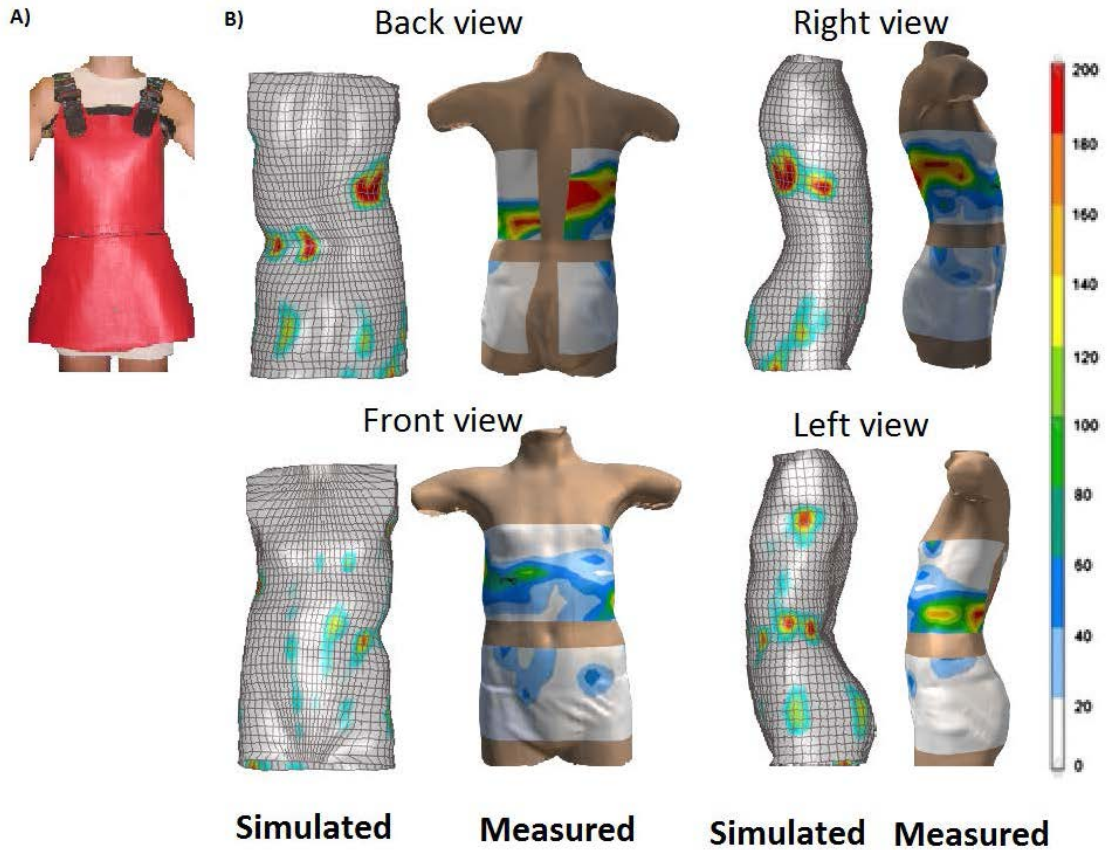 A)
B)
Back view
Right view
200
180
160
140
120
100
80
60
40
20
0
Front view
Left view
Simulated
Measured
Simulated
Measured